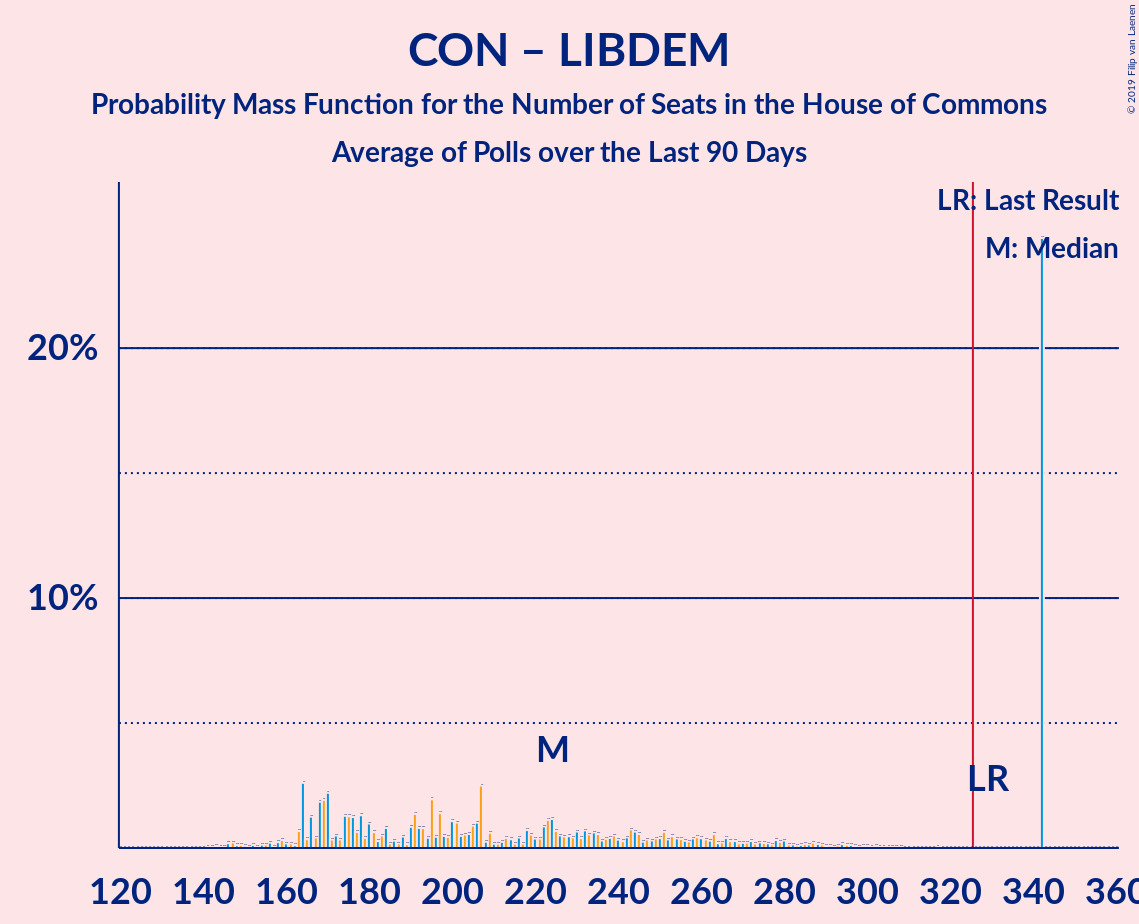 CON – LIBDEM
Probability Mass Function for the Number of Seats in the House of Commons
Average of Polls over the Last 90 Days
© 2019 Filip van Laenen
LR: Last Result
M: Median
20%
10%
M
LR
120 140 160 180 200 220 240 260 280 300 320 340 360